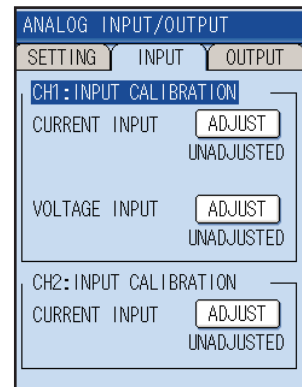 ANALOG INPUT/OUTPUT
SETTING INPUT OUTPUT
CH1:INPUT CALIBRATION
CURRENT INPUT ADJUST
UNADJUSTED
VOLTAGE INPUT ADJUST
UNADJUSTED
CH2:INPUT CALIBRATION
CURRENT INPUT ADJUST
UNADJUSTED